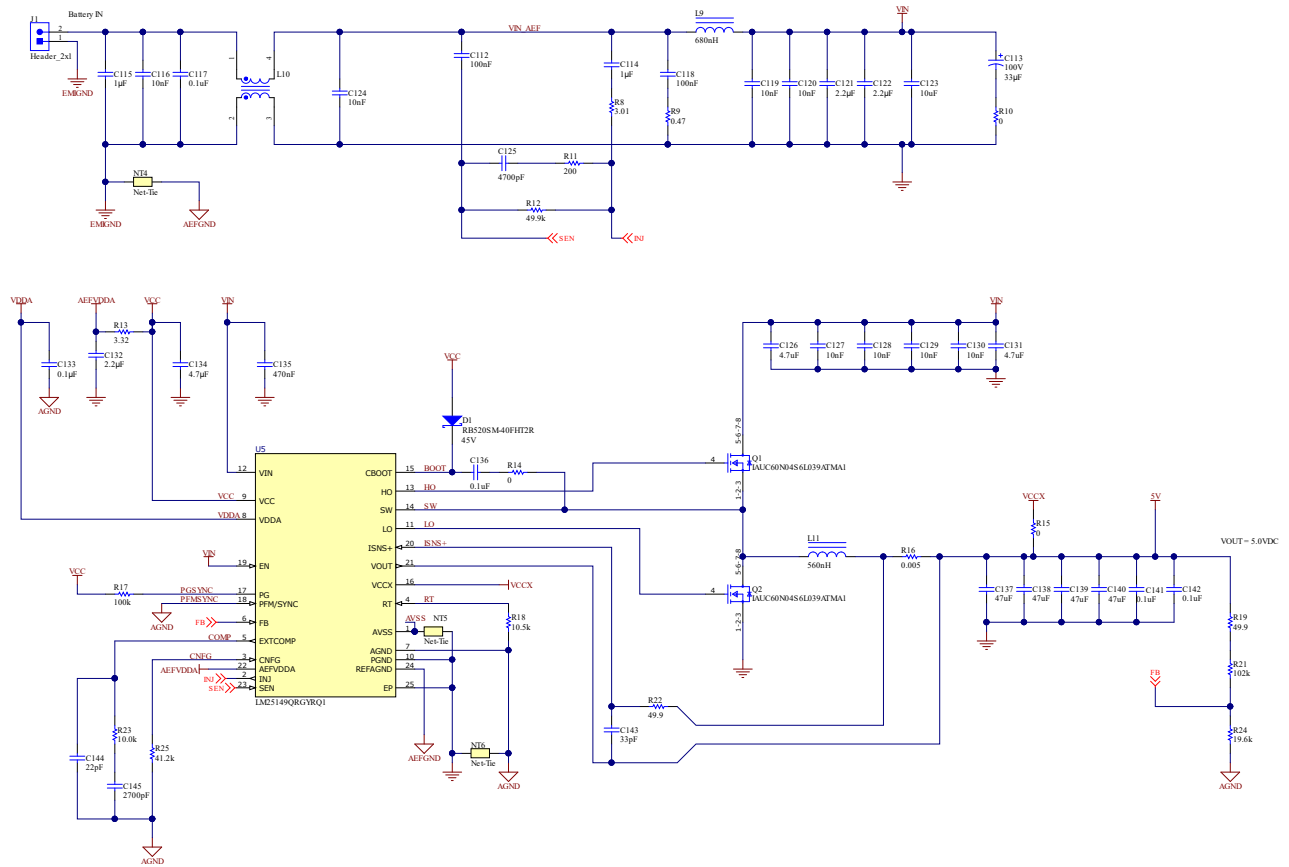 J1
Battery IN
2
1
Header_2x1
EMIGND
C115
1µF
C116
10nF
C117
0.1uF
1
4
L10
2
3
C124
10nF
VIN_AEF
C112
100nF
C114
1µF
R8
3.01
C118
100nF
R9
0.47
L9
680nH
VIN
C119
10nF
C120
10nF
C121
2.2µF
C122
2.2µF
C123
10uF
C113
100V
33µF
R10
0
NT4
Net-Tie
EMIGND
AEFGND
C125
4700pF
R11
200
R12
49.9k
SEN
INJ
VDDA
AEFVDDA
VCC
VIN
R13
3.32
C133
0.1µF
C132
2.2µF
C134
4.7µF
C135
470nF
AGND
VCC
D1
RB520SM-40FHT2R
45V
VIN
C126
4.7uF
C127
10nF
C128
10nF
C129
10nF
C130
10nF
C131
4.7uF
U5
12 VIN
VCC 9 VCC
VDDA 8 VDDA
VIN
19 EN
VCC
R17
100k
PGSYNC 17 PG
PFMSYNC 18 PFM/SYNC
AGND
FB 6 FB
COMP 5 EXTCOMP
CNFG 3 CNFG
AEFVDDA 22 AEFVDDA
INJ 2 INJ
SEN 23 SEN
LM25149QRGYRQ1
CBOOT 15 BOOT
C136
0.1uF
R14
0
HO 13 HO
SW 14 SW
LO 11 LO
ISNS+ 20 ISNS+
VOUT 21
VCCX 16 VCCX
RT 4 RT
R18
10.5k
AVSS
AVSS 1
NT5
Net-Tie
AGND 7
PGND 10
REFAGND 24
EP 25
AEFGND
NT6
Net-Tie
AGND
5-6-7-8
4
Q1
IAUC60N04S6L039ATMA1
1-2-3
5-6-7-8
4
Q2
IAUC60N04S6L039ATMA1
1-2-3
L11
560nH
R16
0.005
VCCX
R15
0
5V
VOUT = 5.0VDC
C137
47uF
C138
47uF
C139
47uF
C140
47uF
C141
0.1uF
C142
0.1uF
R19
49.9
R21
102k
FB
R24
19.6k
AGND
R22
49.9
C143
33pF
C144
22pF
R23
10.0k
C145
2700pF
R25
41.2k
AGND